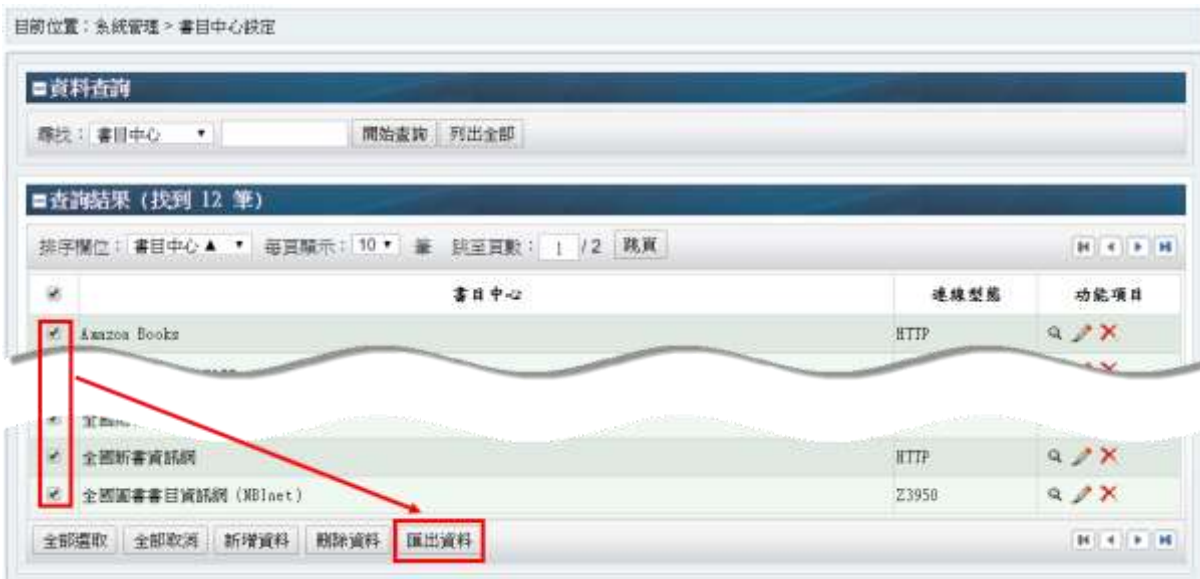 目前位置：系統管理 > 書目中心設定
資料查詢
尋找：書目中心 開始查詢 列出全部
查詢結果 (找到 12 筆)
排序欄位：書目中心▲ 每頁顯示：10 筆 跳至頁數：1 /2 跳頁
書目中心 連線型態 功能項目
Amazon Books HTTP
全國新書資訊網 HTTP
全國圖書書目資訊網 (NBInet) Z3950
全部選取 全部取消 新增資料 刪除資料 匯出資料